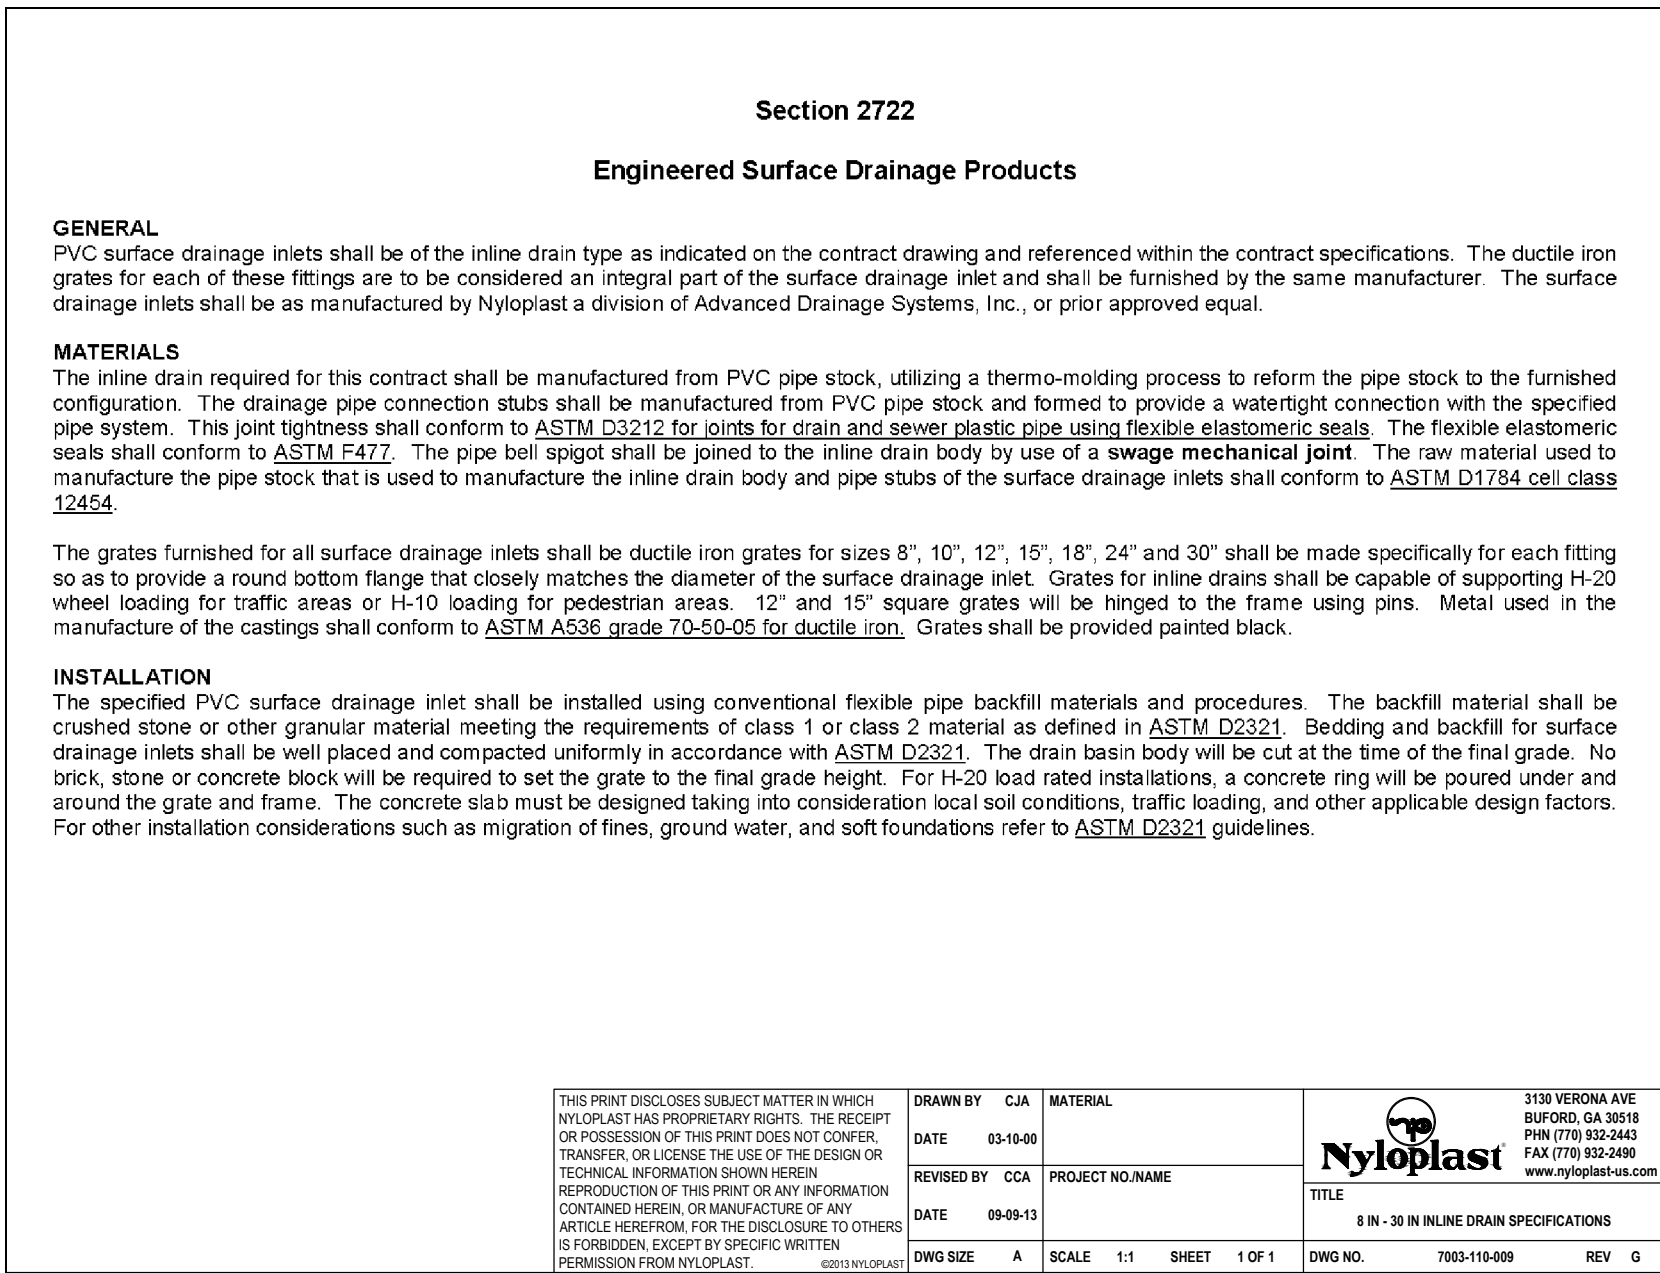 Section 2722
Engineered Surface Drainage Products
GENERAL
PVC surface drainage inlets shall be of the inline drain type as indicated on the contract drawing and referenced within the contract specifications. The ductile iron
grates for each of these fittings are to be considered an integral part of the surface drainage inlet and shall be furnished by the same manufacturer. The surface
drainage inlets shall be as manufactured by Nyloplast a division of Advanced Drainage Systems, Inc., or prior approved equal.
MATERIALS
The inline drain required for this contract shall be manufactured from PVC pipe stock, utilizing a thermo-molding process to reform the pipe stock to the furnished
configuration. The drainage pipe connection stubs shall be manufactured from PVC pipe stock and formed to provide a watertight connection with the specified
pipe system. This joint tightness shall conform to ASTM D3212 for joints for drain and sewer plastic pipe using flexible elastomeric seals. The flexible elastomeric
seals shall conform to ASTM F477. The pipe bell spigot shall be joined to the inline drain body by use of a swage mechanical joint. The raw material used to
manufacture the pipe stock that is used to manufacture the inline drain body and pipe stubs of the surface drainage inlets shall conform to ASTM D1784 cell class
12454.
The grates furnished for all surface drainage inlets shall be ductile iron grates for sizes 8”, 10”, 12”, 15”, 18”, 24” and 30” shall be made specifically for each fitting
so as to provide a round bottom flange that closely matches the diameter of the surface drainage inlet. Grates for inline drains shall be capable of supporting H-20
wheel loading for traffic areas or H-10 loading for pedestrian areas. 12” and 15” square grates will be hinged to the frame using pins. Metal used in the
manufacture of the castings shall conform to ASTM A536 grade 70-50-05 for ductile iron. Grates shall be provided painted black.
INSTALLATION
The specified PVC surface drainage inlet shall be installed using conventional flexible pipe backfill materials and procedures. The backfill material shall be
crushed stone or other granular material meeting the requirements of class 1 or class 2 material as defined in ASTM D2321. Bedding and backfill for surface
drainage inlets shall be well placed and compacted uniformly in accordance with ASTM D2321. The drain basin body will be cut at the time of the final grade. No
brick, stone or concrete block will be required to set the grate to the final grade height. For H-20 load rated installations, a concrete ring will be poured under and
around the grate and frame. The concrete slab must be designed taking into consideration local soil conditions, traffic loading, and other applicable design factors.
For other installation considerations such as migration of fines, ground water, and soft foundations refer to ASTM D2321 guidelines.
THIS PRINT DISCLOSES SUBJECT MATTER IN WHICH
NYLOPLAST HAS PROPRIETARY RIGHTS. THE RECEIPT
OR POSSESSION OF THIS PRINT DOES NOT CONFER,
TRANSFER, OR LICENSE THE USE OF THE DESIGN OR
TECHNICAL INFORMATION SHOWN HEREIN
REPRODUCTION OF THIS PRINT OR ANY INFORMATION
CONTAINED HEREIN, OR MANUFACTURE OF ANY
ARTICLE HEREFROM, FOR THE DISCLOSURE TO OTHERS
IS FORBIDDEN, EXCEPT BY SPECIFIC WRITTEN
PERMISSION FROM NYLOPLAST. ©2013 NYLOPLAST
DRAWN BY CJA
DATE 03-10-00
REVISED BY CCA
DATE 09-09-13
DWG SIZE A
MATERIAL
PROJECT NO./NAME
SCALE 1:1 SHEET 1 OF 1
Nyloplast®
3130 VERONA AVE
BUFORD, GA 30518
PHN (770) 932-2443
FAX (770) 932-2490
www.nyloplast-us.com
TITLE
8 IN - 30 IN INLINE DRAIN SPECIFICATIONS
DWG NO. 7003-110-009 REV G